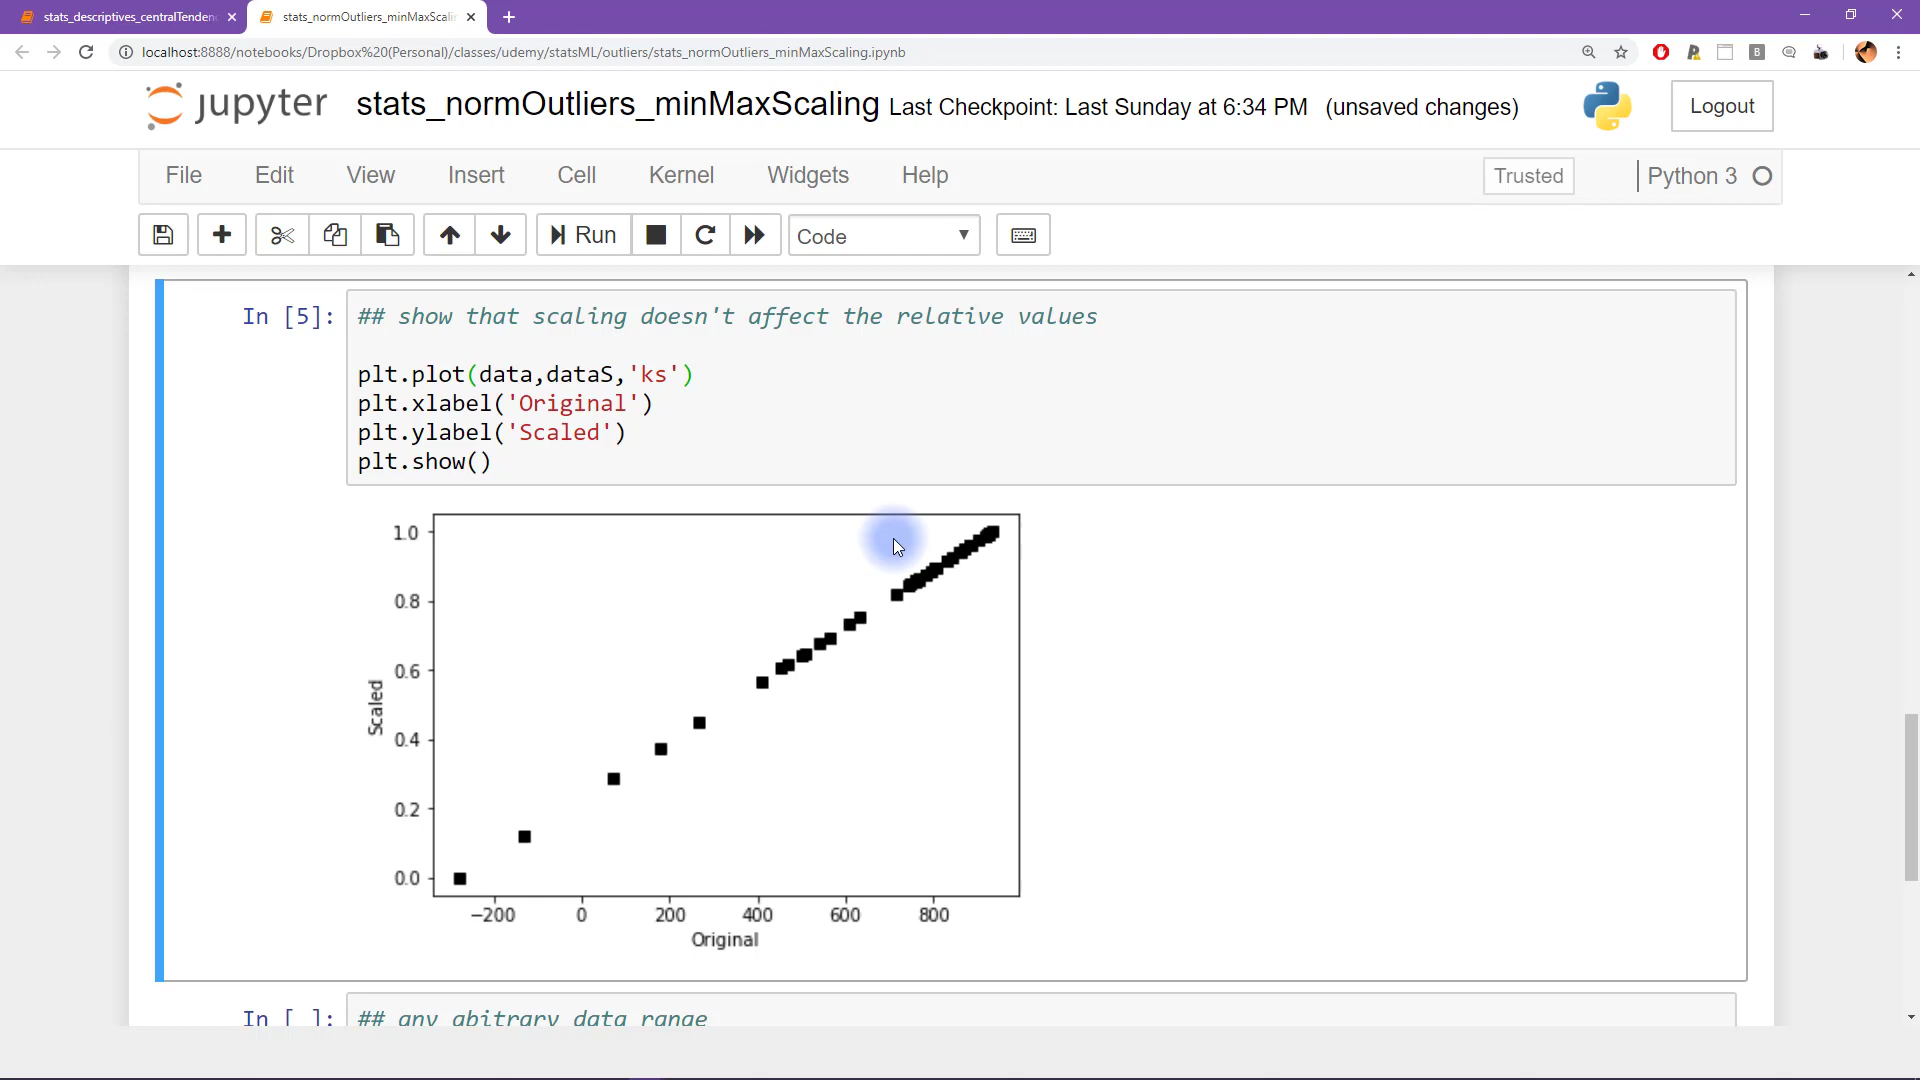 stats_descriptives_centralTenden
stats_normOutliers_minMaxScali
localhost:8888/notebooks/Dropbox%20(Personal)/classes/udemy/statsML/outliers/stats_normOutliers_minMaxScaling.ipynb
jupyter stats_normOutliers_minMaxScaling Last Checkpoint: Last Sunday at 6:34 PM (unsaved changes)
Logout
File Edit View Insert Cell Kernel Widgets Help
Trusted
Python 3
Run
Code
In [5]:
## show that scaling doesn't affect the relative values
plt.plot(data,dataS,'ks')
plt.xlabel('Original')
plt.ylabel('Scaled')
plt.show()
1.0
0.8
0.6
0.4
0.2
0.0
Scaled
−200 0 200 400 600 800
Original
In [ ]:
## any abitrary data range